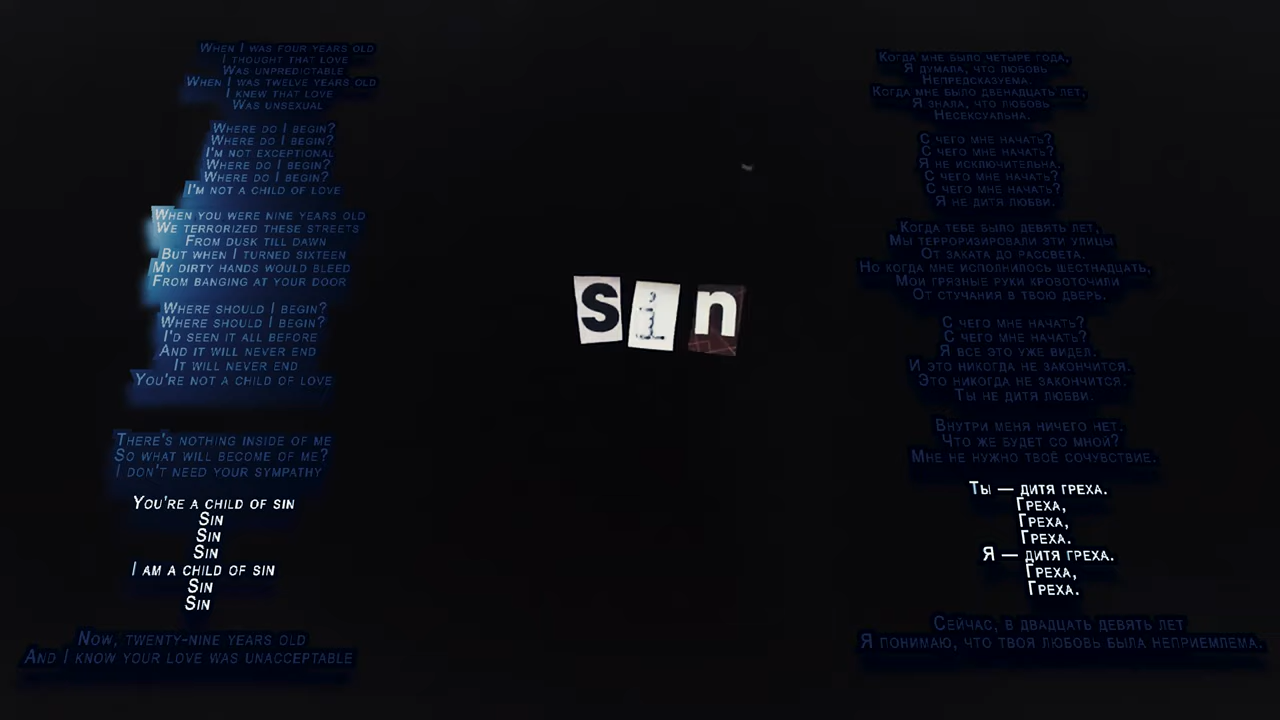 When I was four years old
I thought that love
Was unpredictable
When I was twelve years old
I knew that love
Was unsexual
Where do I begin?
Where do I begin?
I'm not exceptional
Where do I begin?
Where do I begin?
I'm not a child of love
When you were nine years old
We terrorized these streets
From dusk till dawn
But when I turned sixteen
My dirty hands would bleed
From banging at your door
Where should I begin?
Where should I begin?
I'd seen it all before
And it will never end
It will never end
You're not a child of love
There's nothing inside of me
So what will become of me?
I don't need your sympathy
You're a child of sin
Sin
Sin
Sin
I am a child of sin
Sin
Sin
Now, twenty-nine years old
And I know your love was unacceptable
sin
Когда мне было четыре года,
Я думала, что любовь
Непредсказуема.
Когда мне было двенадцать лет,
Я знала, что любовь
Несексуальна.
С чего мне начать?
С чего мне начать?
Я не исключительна.
С чего мне начать?
С чего мне начать?
Я не дитя любви.
Когда тебе было девять лет,
Мы терроризировали эти улицы
От заката до рассвета.
Но когда мне исполнилось шестнадцать,
Мои грязные руки кровоточили
От стучания в твою дверь.
С чего мне начать?
С чего мне начать?
Я все это уже видел.
И это никогда не закончится.
Это никогда не закончится.
Ты не дитя любви.
Внутри меня ничего нет.
Что же будет со мной?
Мне не нужно твоё сочувствие.
Ты — дитя греха.
Греха,
Греха,
Греха.
Я — дитя греха.
Греха,
Греха.
Сейчас, в двадцать девять лет
Я понимаю, что твоя любовь была неприемлема.